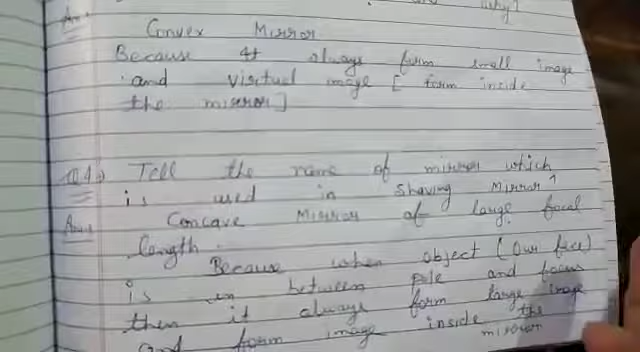 why?
Ans
Convex Mirror
Because It always form small image
and virtual image [ form inside
the mirror ]
Q4.) Tell the name of mirror which
is used in shaving Mirror?
Ans
Concave Mirror of large focal
length.
Because when object (Our face)
is in between pole and focus
then it always form large image
and form image inside the
mirror